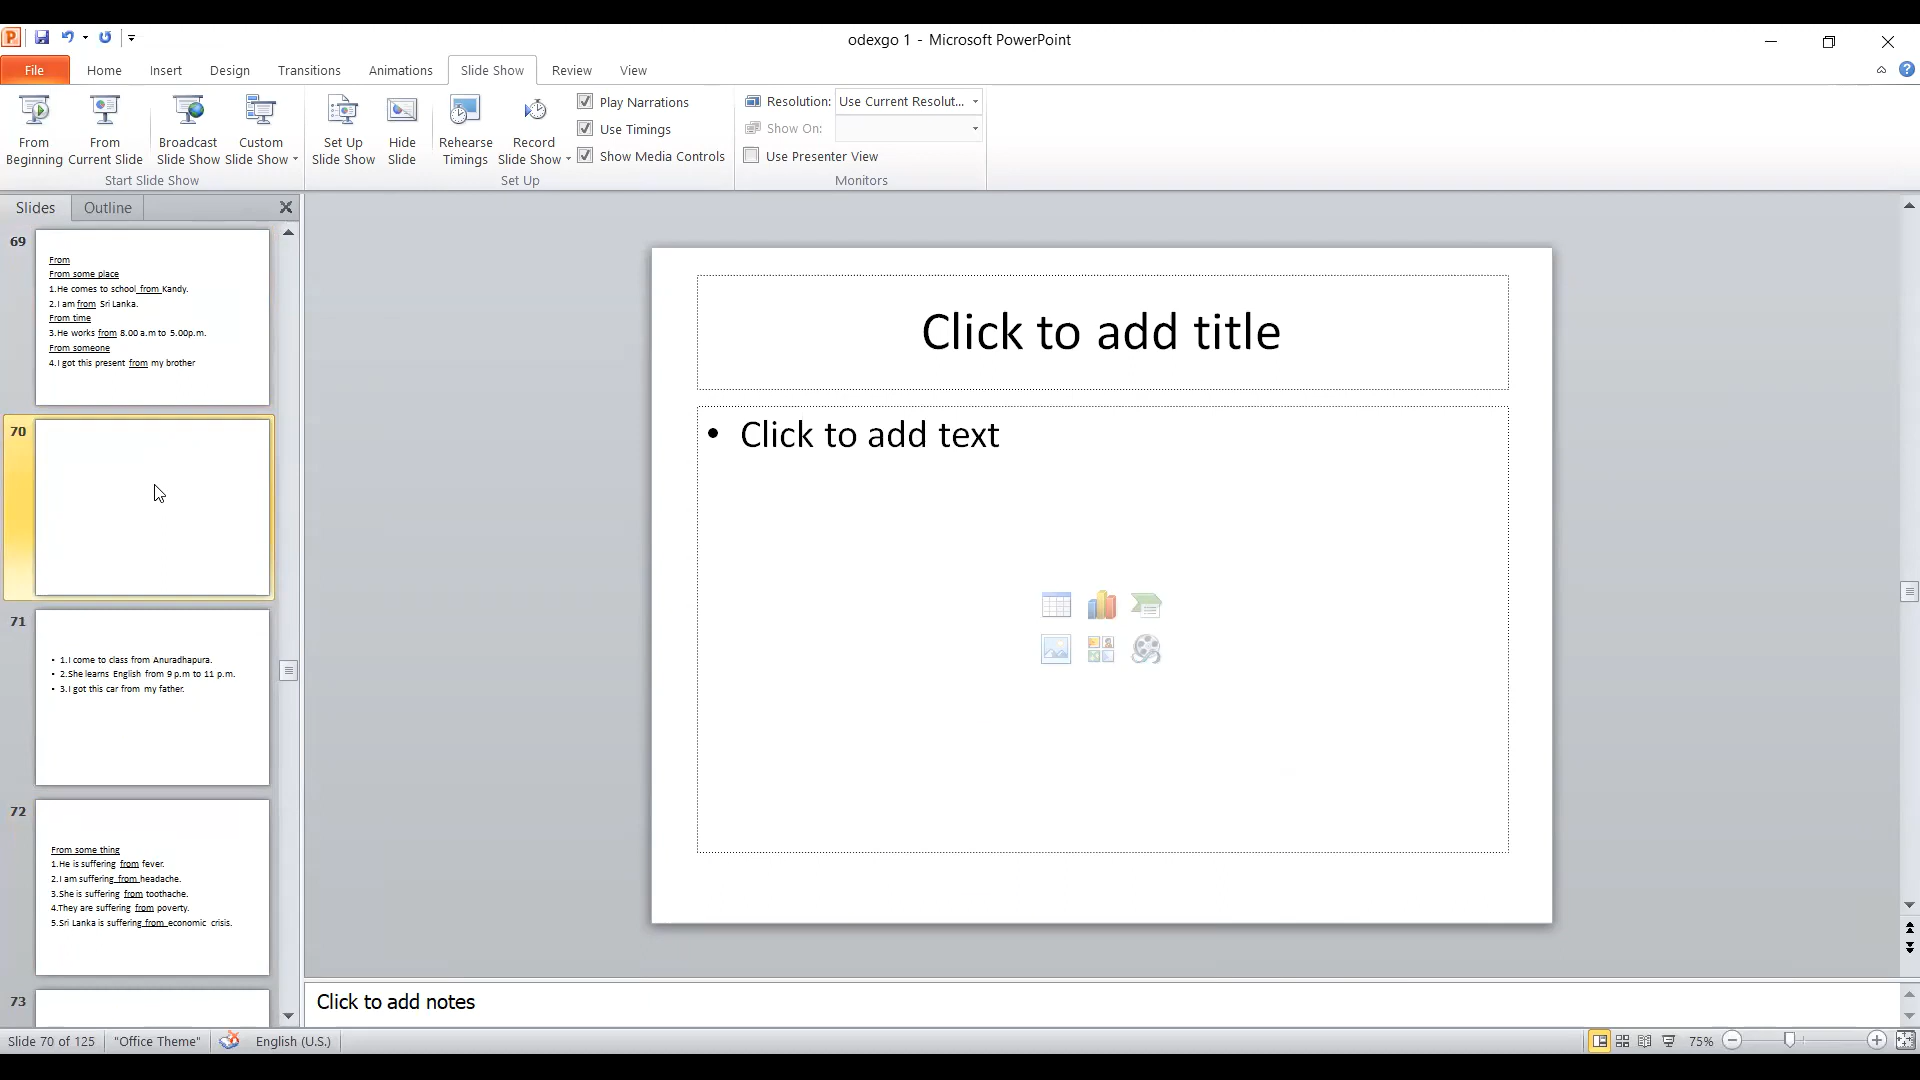 odexgo 1 - Microsoft PowerPoint
File Home Insert Design Transitions Animations Slide Show Review View
From Beginning
From Current Slide
Broadcast Slide Show
Custom Slide Show
Start Slide Show
Set Up Slide Show
Hide Slide
Rehearse Timings
Record Slide Show
Play Narrations
Use Timings
Show Media Controls
Set Up
Resolution: Use Current Resolut...
Show On:
Use Presenter View
Monitors
Slides Outline
69
From
From some place
1.He comes to school from Kandy.
2.I am from Sri Lanka.
From time
3.He works from 8.00 a.m to 5.00p.m.
From someone
4.I got this present from my brother
70
71
• 1.I come to class from Anuradhapura.
• 2.She learns English from 9 p.m to 11 p.m.
• 3.I got this car from my father.
72
From some thing
1.He is suffering from fever.
2.I am suffering from headache.
3.She is suffering from toothache.
4.They are suffering from poverty.
5.Sri Lanka is suffering from economic crisis.
73
Click to add title
• Click to add text
Click to add notes
Slide 70 of 125 "Office Theme" English (U.S.) 75%